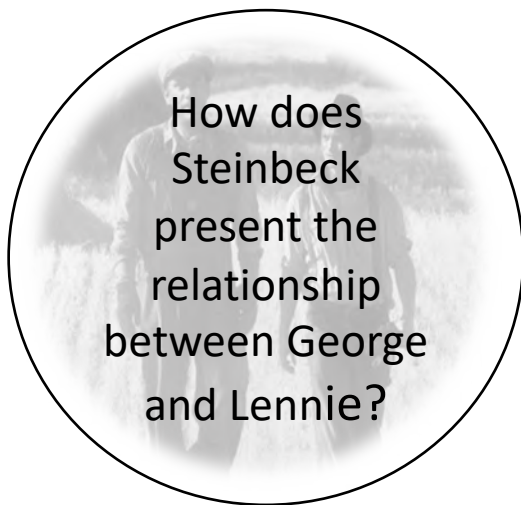 How does
Steinbeck
present the
relationship
between George
and Lennie?